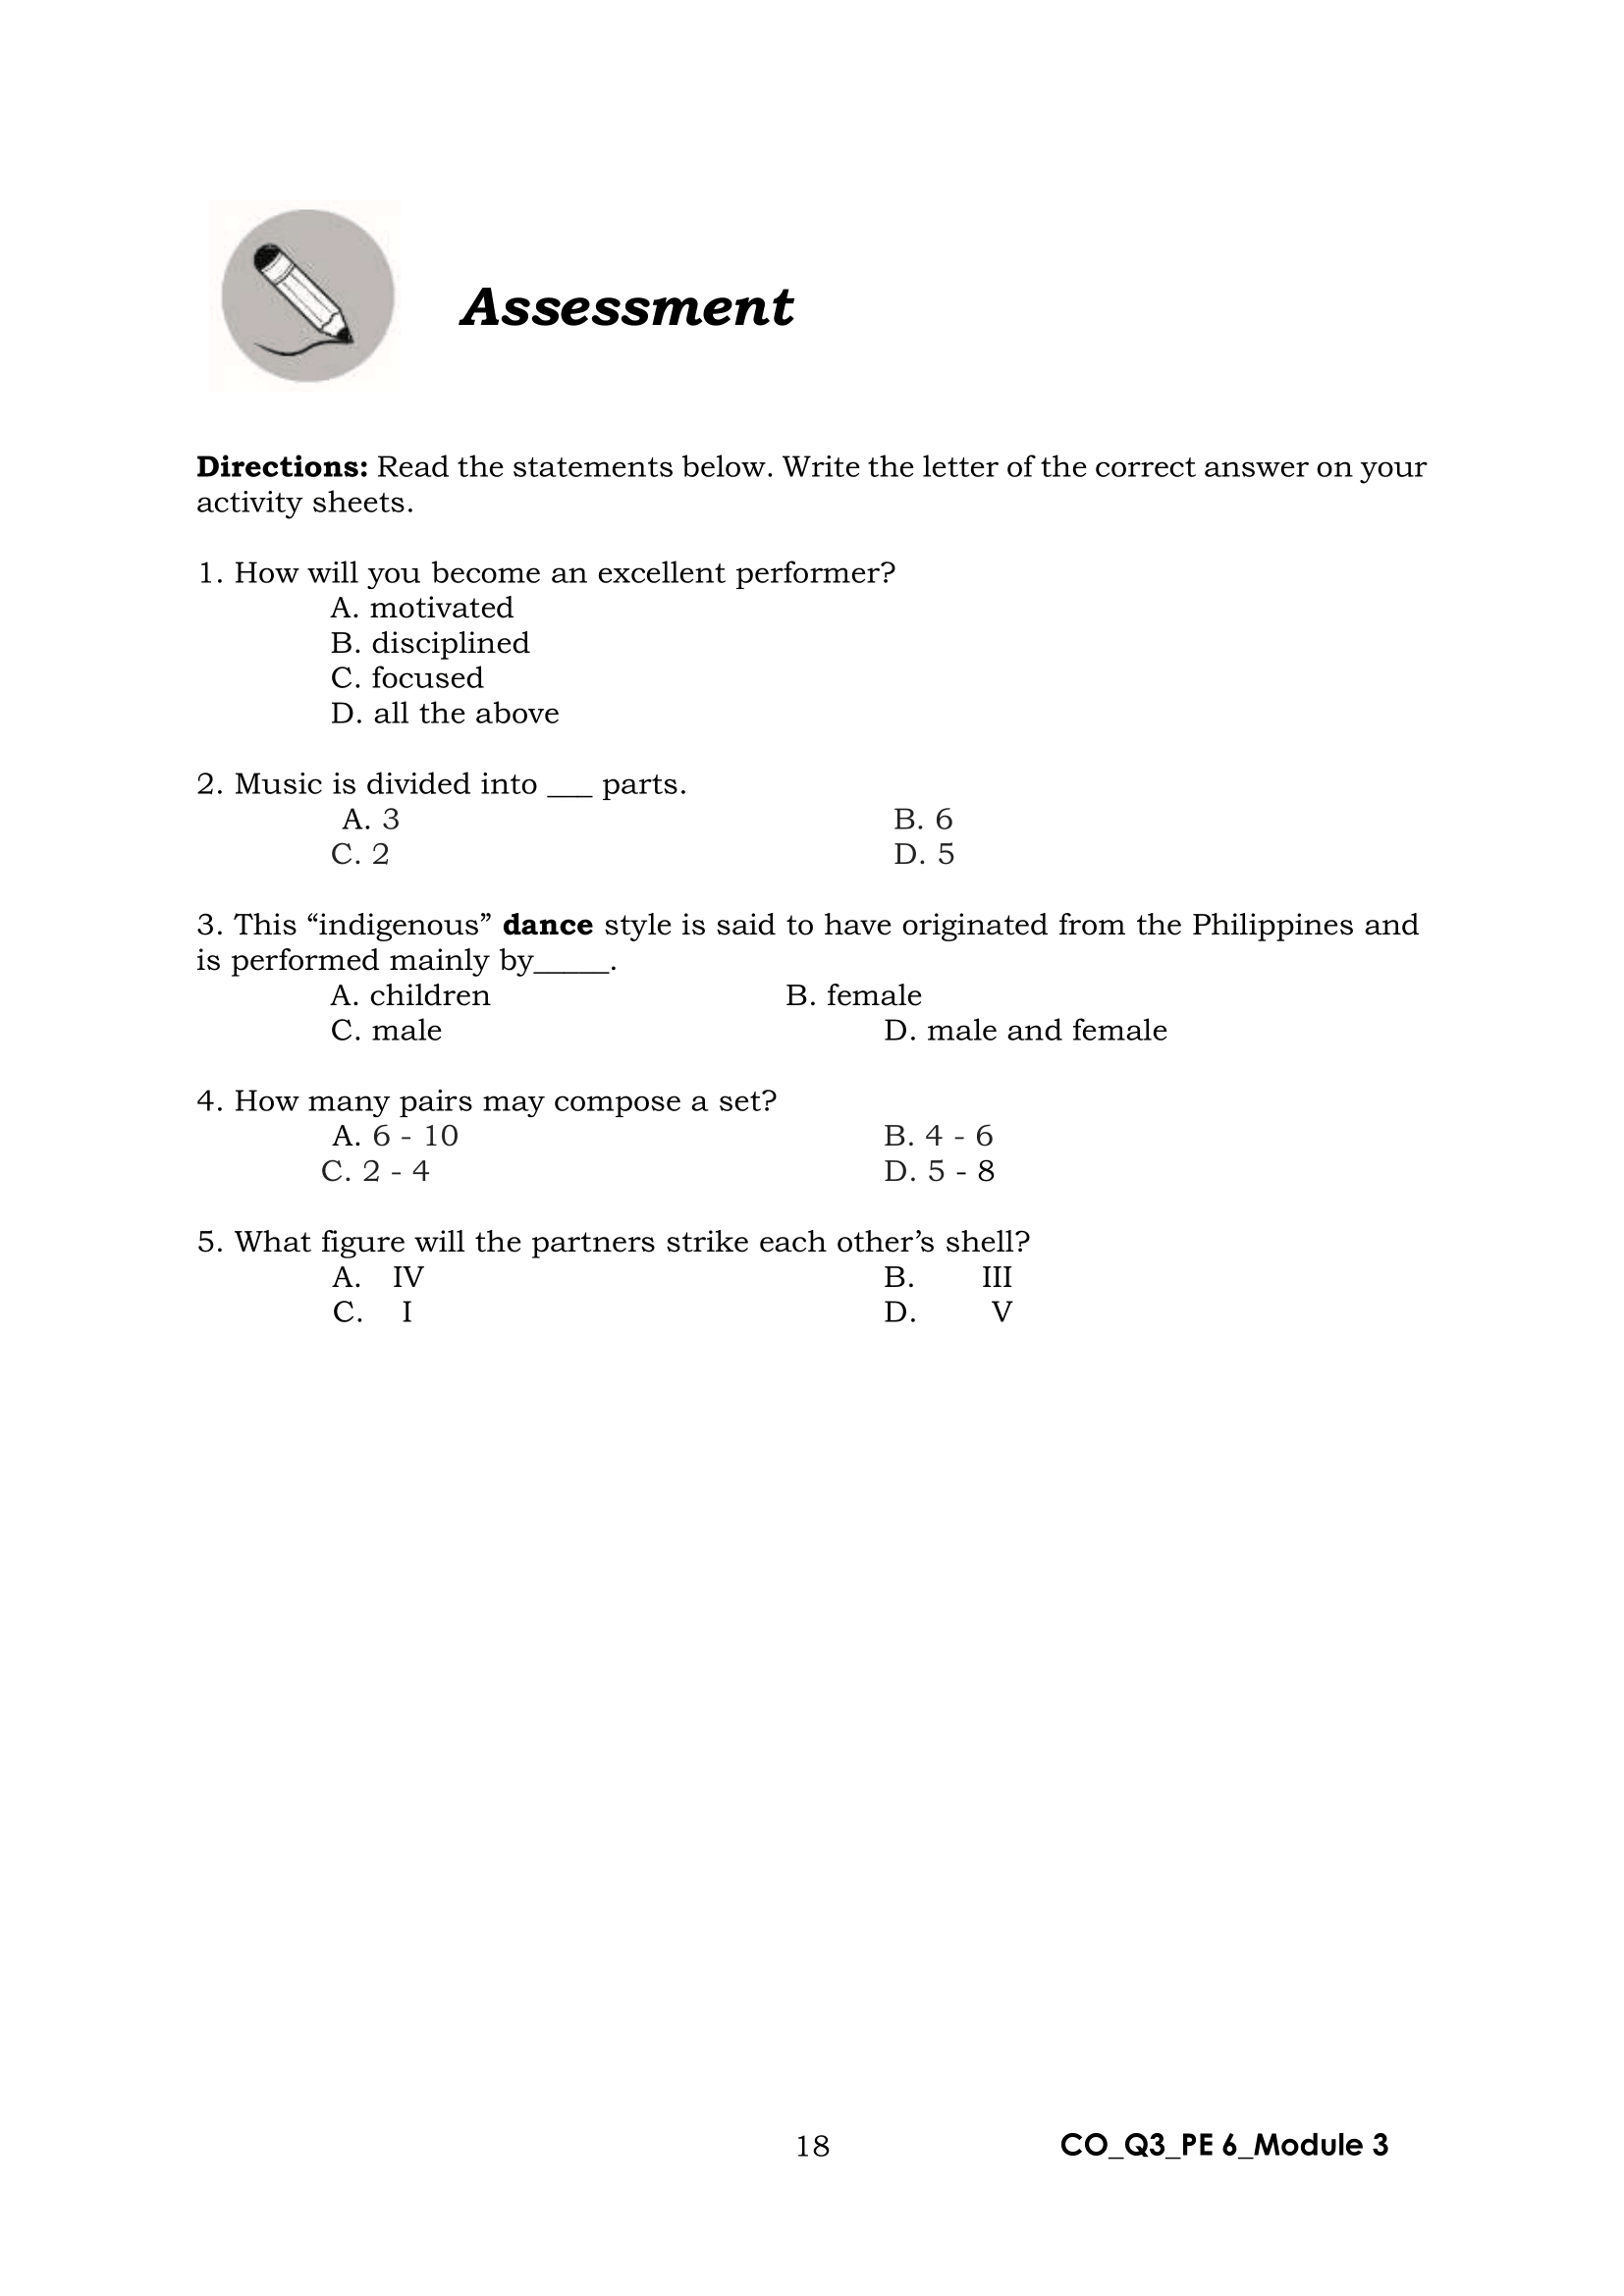 Assessment
Directions: Read the statements below. Write the letter of the correct answer on your
activity sheets.
1. How will you become an excellent performer?
A. motivated
B. disciplined
C. focused
D. all the above
2. Music is divided into ___ parts.
A. 3 B. 6
C. 2 D. 5
3. This “indigenous” dance style is said to have originated from the Philippines and
is performed mainly by_____.
A. children B. female
C. male D. male and female
4. How many pairs may compose a set?
A. 6 - 10 B. 4 - 6
C. 2 - 4 D. 5 - 8
5. What figure will the partners strike each other’s shell?
A. IV B. III
C. I D. V
18 CO_Q3_PE 6_Module 3